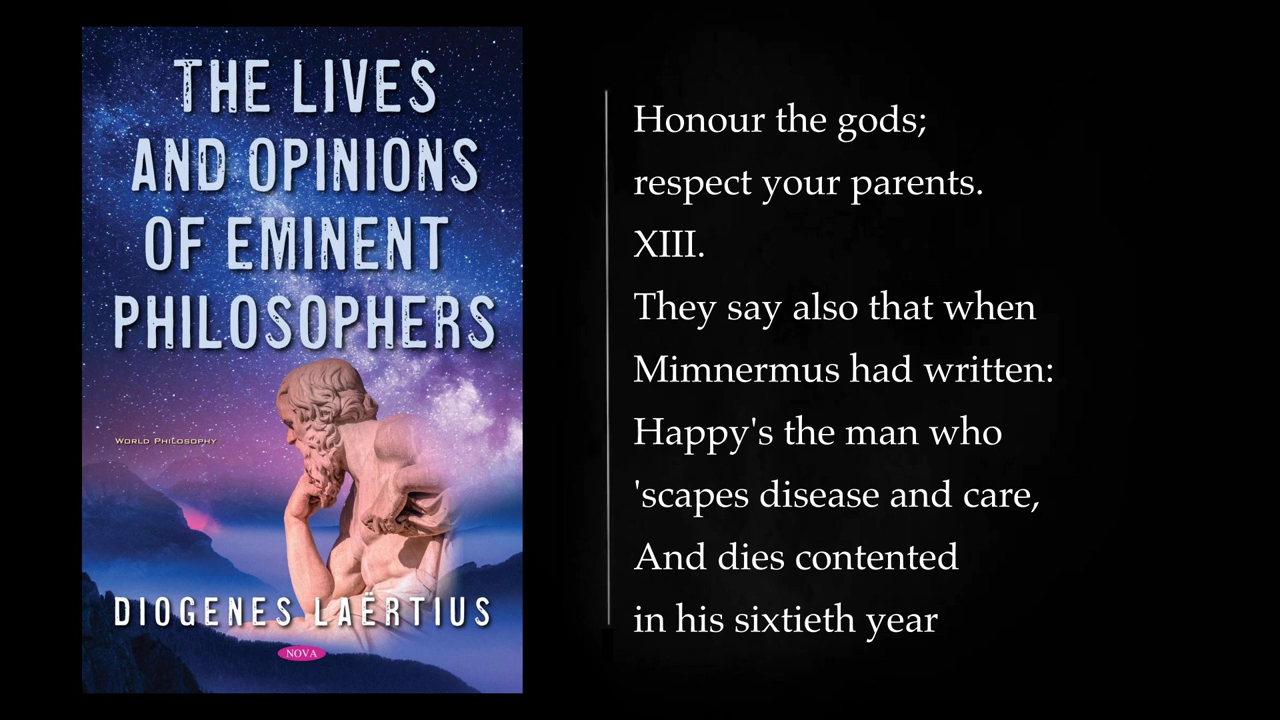 THE LIVES
AND OPINIONS
OF EMINENT
PHILOSOPHERS
WORLD PHILOSOPHY
DIOGENES LAËRTIUS
NOVA
Honour the gods;
respect your parents.
XIII.
They say also that when
Mimnermus had written:
Happy's the man who
'scapes disease and care,
And dies contented
in his sixtieth year